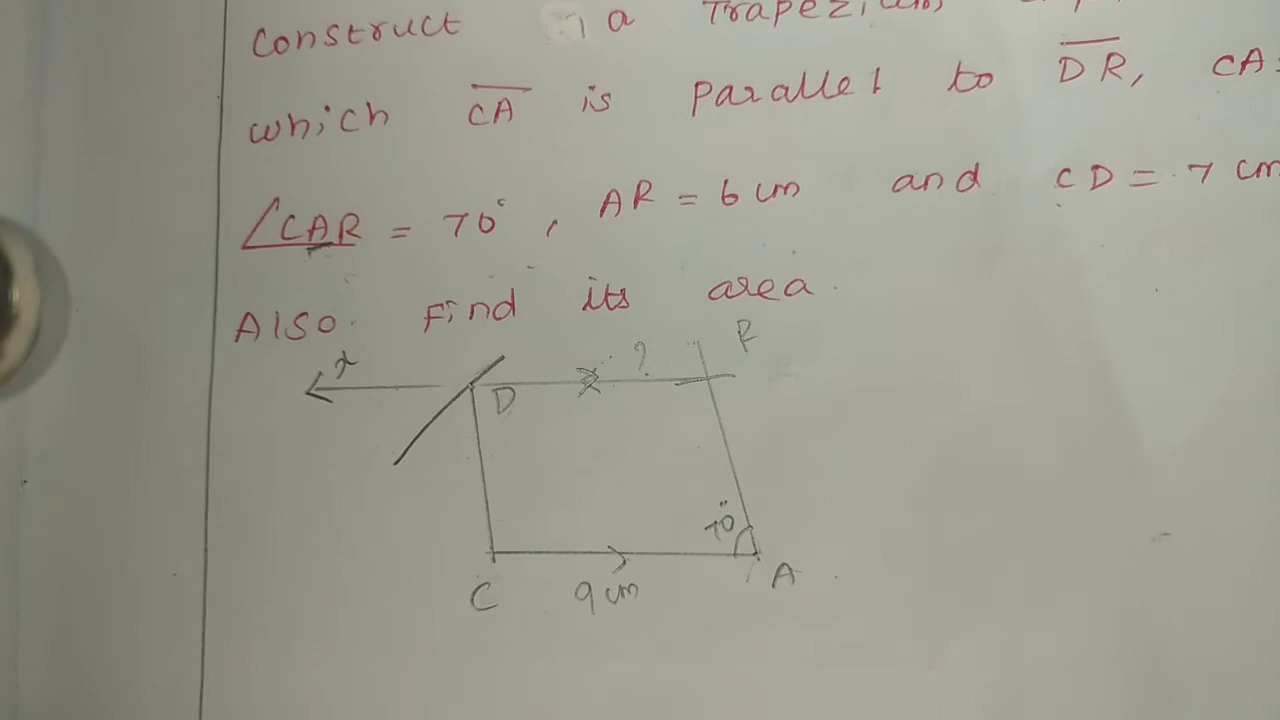 construct a Trapezium,
which CA is parallel to DR, CA=
∠CAR = 70°, AR = 6 cm and CD = 7 cm
Also. Find its area.
x
?
R
D
70°
C
9 cm
A